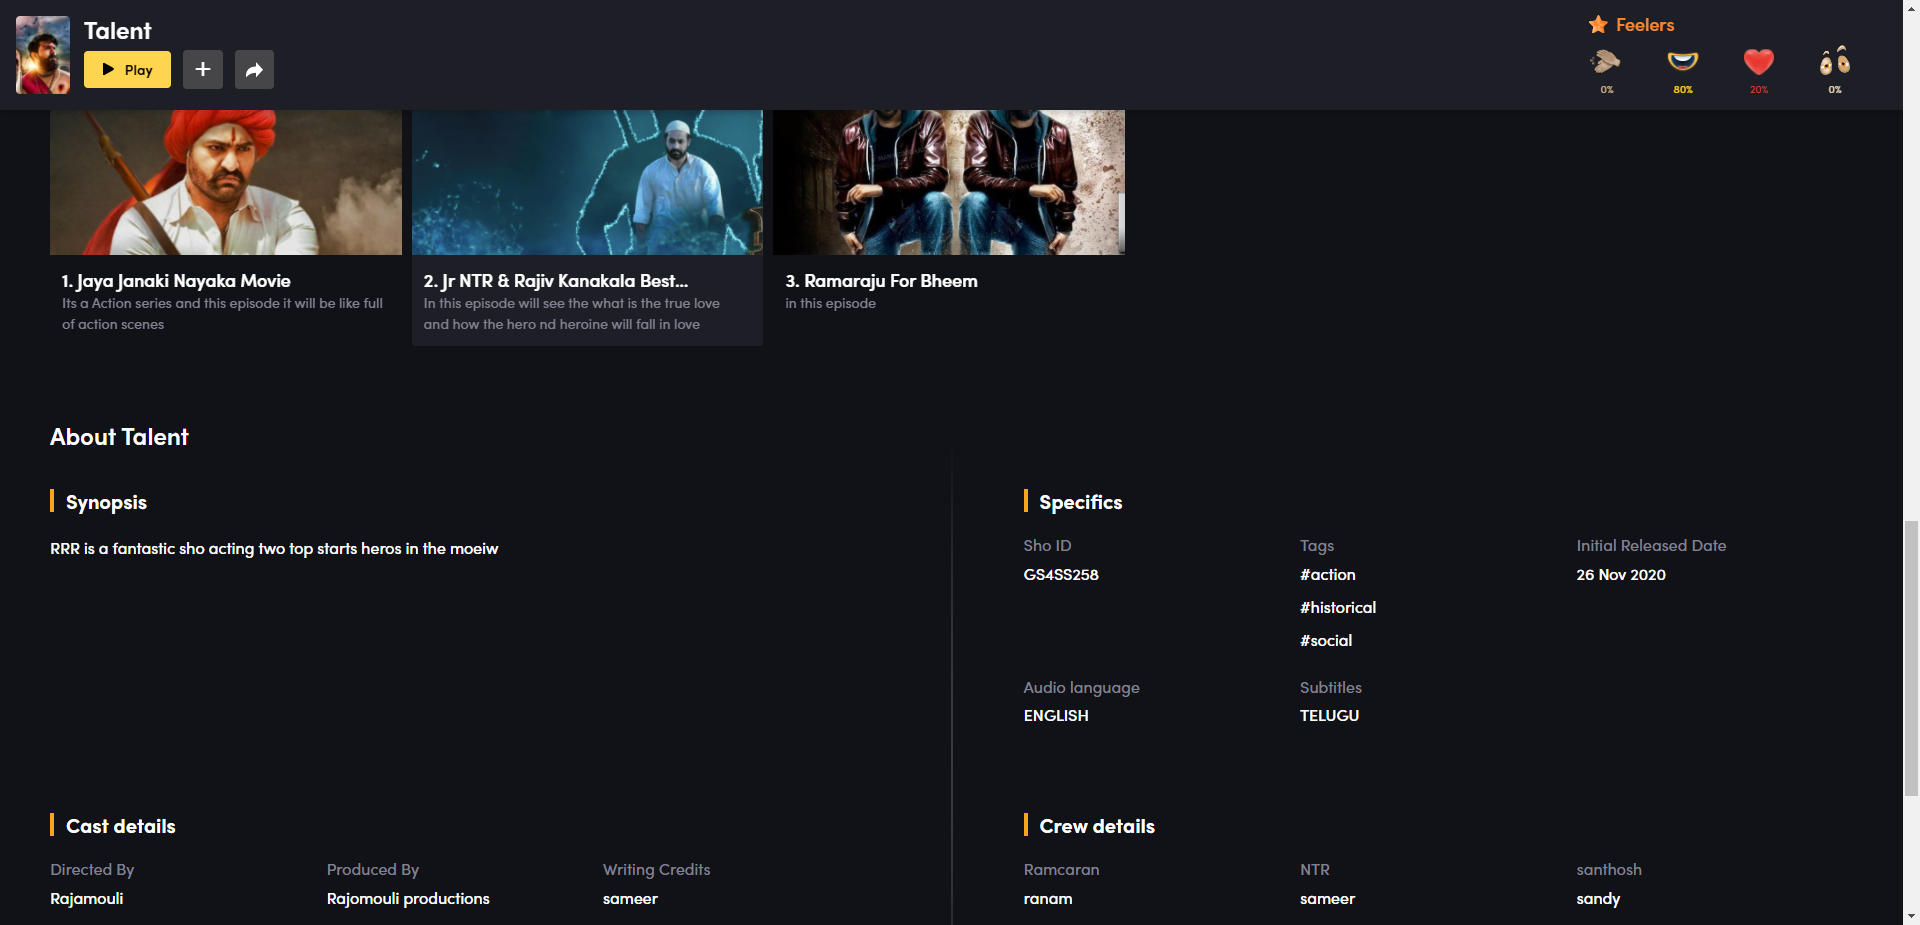 Talent
Play
Feelers
0%
80%
20%
0%
1. Jaya Janaki Nayaka Movie
Its a Action series and this episode it will be like full
of action scenes
2. Jr NTR & Rajiv Kanakala Best...
In this episode will see the what is the true love
and how the hero nd heroine will fall in love
3. Ramaraju For Bheem
in this episode
About Talent
Synopsis
RRR is a fantastic sho acting two top starts heros in the moeiw
Specifics
Sho ID
GS4SS258
Tags
#action
#historical
#social
Initial Released Date
26 Nov 2020
Audio language
ENGLISH
Subtitles
TELUGU
Cast details
Directed By
Rajamouli
Produced By
Rajomouli productions
Writing Credits
sameer
Crew details
Ramcaran
ranam
NTR
sameer
santhosh
sandy